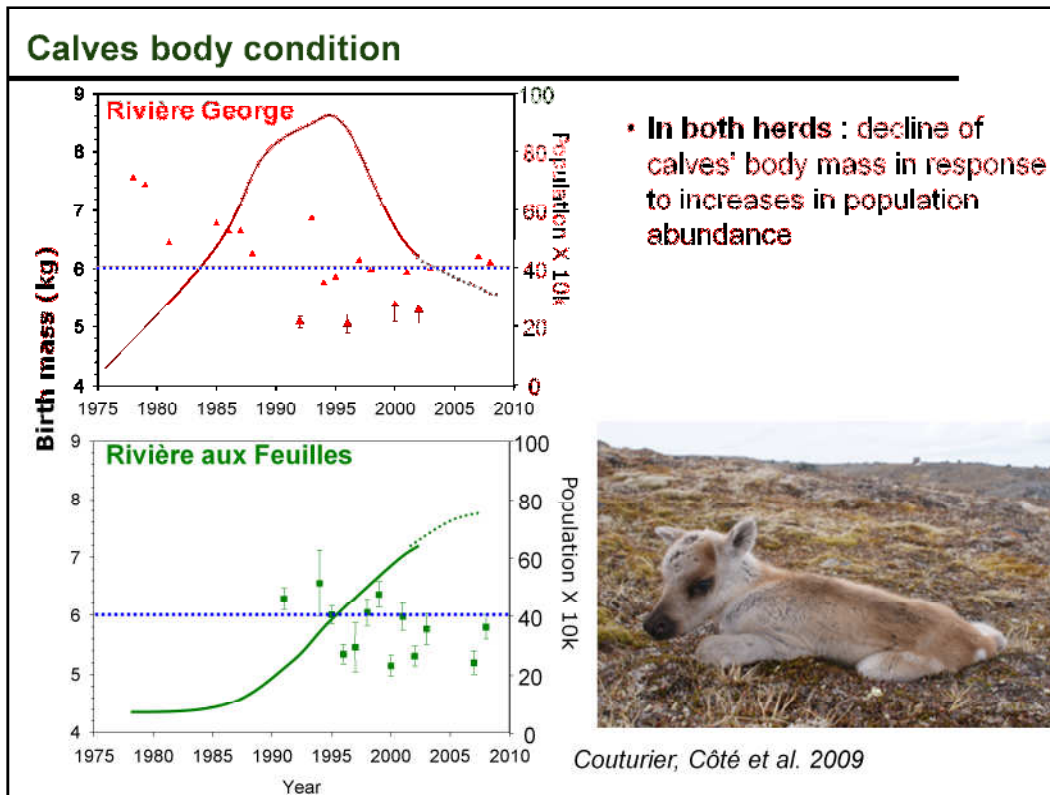 Calves body condition
Rivière George
9
8
7
6
5
4
100
80
60
40
20
0
1975 1980 1985 1990 1995 2000 2005 2010
Birth mass (kg)
Population X 10k
• In both herds : decline of
calves' body mass in response
to increases in population
abundance
Rivière aux Feuilles
9
8
7
6
5
4
100
80
60
40
20
0
1975 1980 1985 1990 1995 2000 2005 2010
Year
Population X 10k
Couturier, Côté et al. 2009